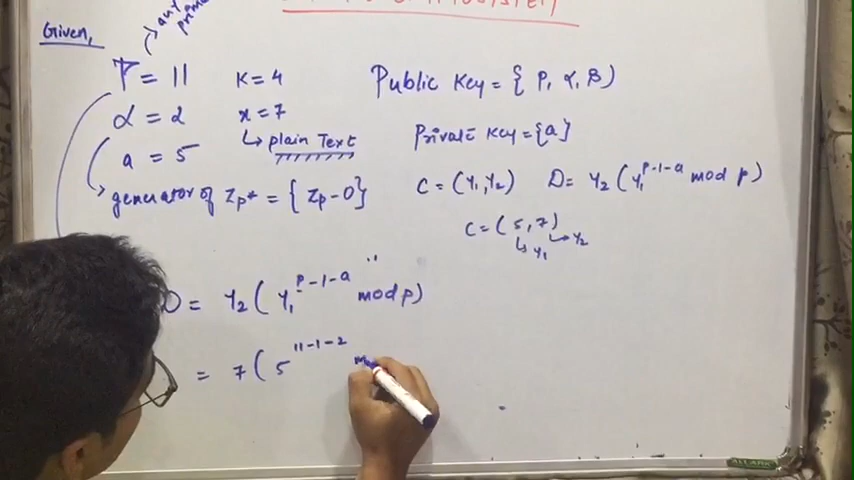 Given,
any prime
P = 11
K = 4
Public Key = { P, α, β )
α = 2
x = 7
plain Text
Private Key = {a}
a = 5
generator of Zp* = { Zp - 0 }
C = (Y1, Y2) D = Y2 ( Y1^P-1-a mod P )
C = ( 5, 7 )
Y1 Y2
D = Y2 ( Y1^P-1-a mod P )
= 7 ( 5^11-1-2
ALLARK